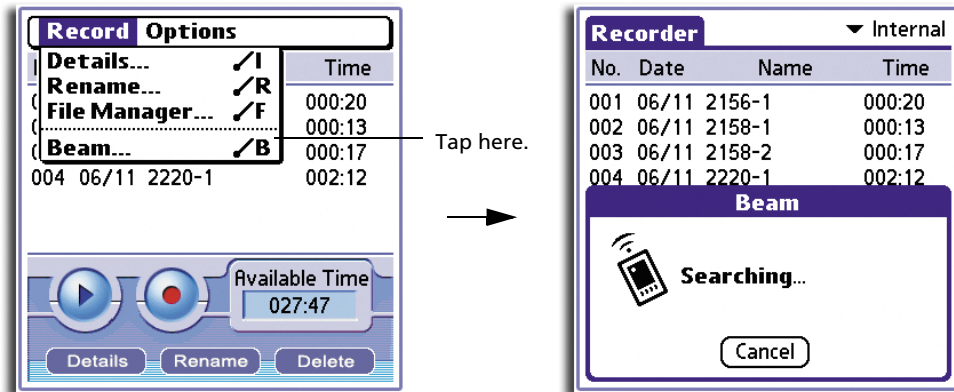 Record Options
Details... /I
Rename... /R
File Manager... /F
Beam... /B
Time
000:20
000:13
000:17
004 06/11 2220-1 002:12
Available Time
027:47
Details Rename Delete
Tap here.
Recorder Internal
No. Date Name Time
001 06/11 2156-1 000:20
002 06/11 2158-1 000:13
003 06/11 2158-2 000:17
004 06/11 2220-1 002:12
Beam
Searching...
Cancel